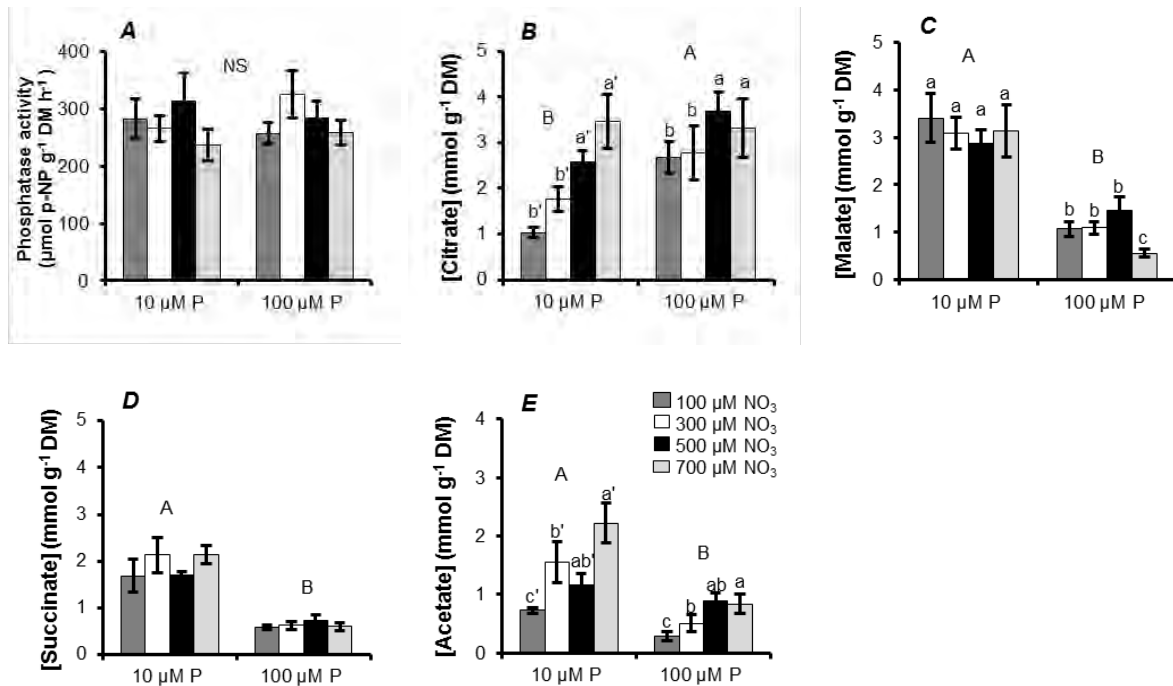 A
Phosphatase activity
(µmol p-NP g⁻¹ DM h⁻¹)
400
300
200
100
0
NS
10 µM P
100 µM P
B
[Citrate] (mmol g⁻¹ DM)
5
4
3
2
1
0
B
A
b'
b'
a'
a'
b
b
a
a
10 µM P
100 µM P
C
[Malate] (mmol g⁻¹ DM)
5
4
3
2
1
0
A
B
a
a
a
a
b
b
b
c
10 µM P
100 µM P
D
[Succinate] (mmol g⁻¹ DM)
5
4
3
2
1
0
A
B
10 µM P
100 µM P
E
[Acetate] (mmol g⁻¹ DM)
4
3
2
1
0
100 µM NO₃
300 µM NO₃
500 µM NO₃
700 µM NO₃
A
B
c'
b'
ab'
a'
c
b
ab
a
10 µM P
100 µM P